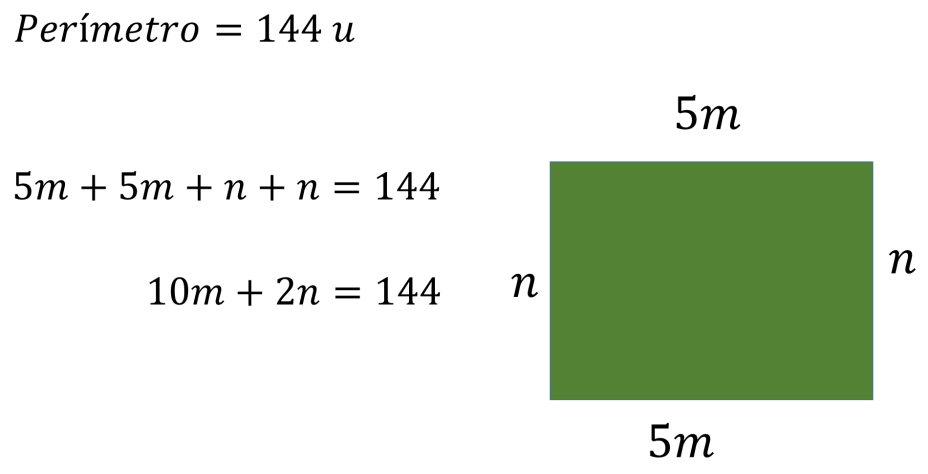 Perímetro = 144 u
5m
5m + 5m + n + n = 144
n
n
10m + 2n = 144
5m